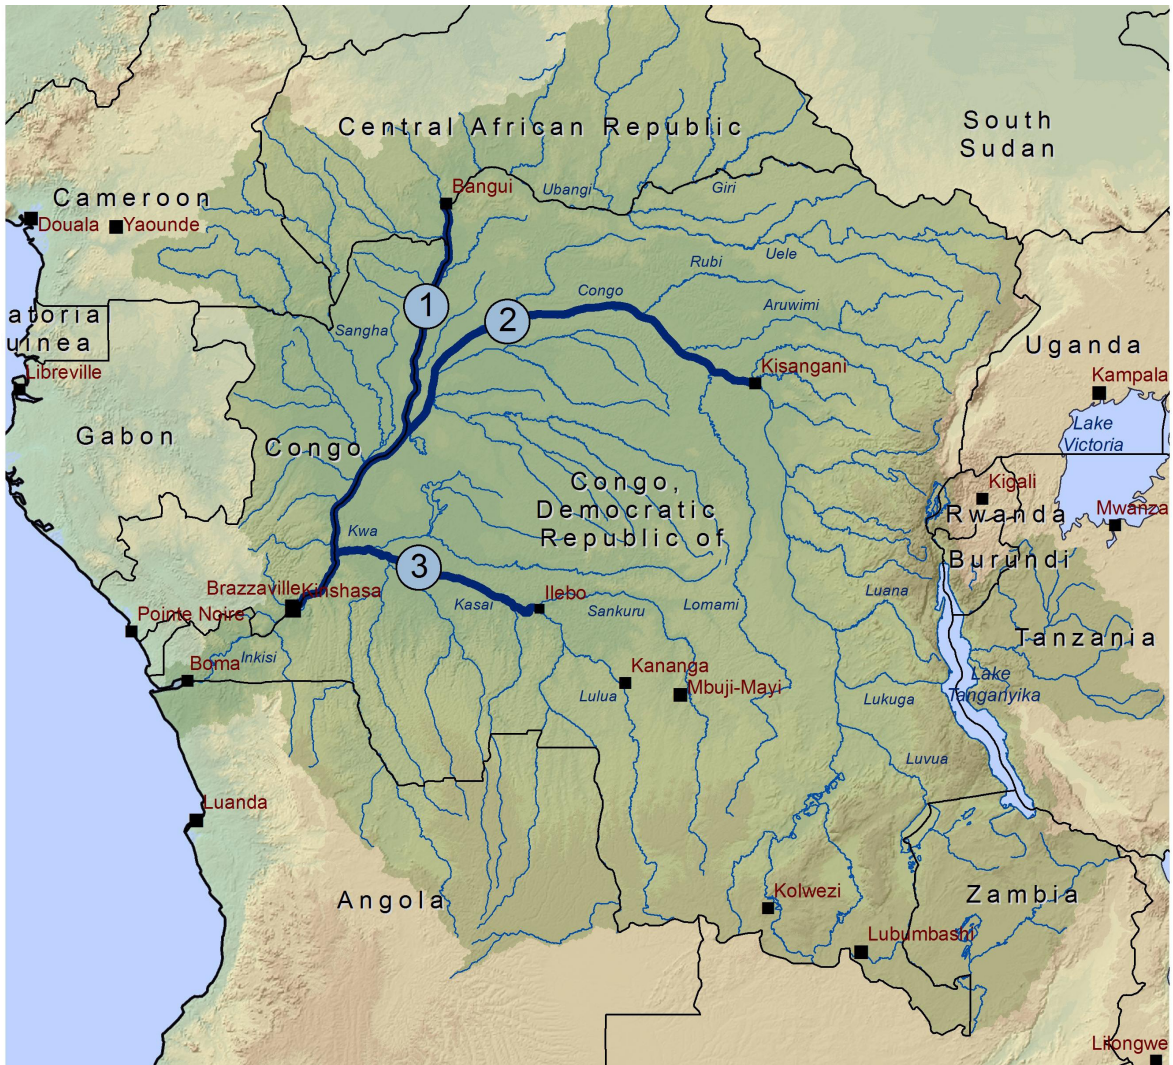 Central African Republic
South
Sudan
Cameroon
Bangui
Ubangi
Giri
Douala
Yaounde
Uele
Rubi
Congo
Aruwimi
1
2
Sangha
atoria
uinea
Uganda
Libreville
Kisangani
Kampala
Lake
Victoria
Gabon
Congo
Congo,
Democratic
Republic of
Kigali
Rwanda
Mwanza
Kwa
Burundi
3
Brazzaville
Kinshasa
Ilebo
Kasai
Sankuru
Lomami
Luana
Pointe Noire
Tanzania
Inkisi
Boma
Kananga
Mbuji-Mayi
Lulua
Lake
Tanganyika
Lukuga
Luvua
Luanda
Angola
Kolwezi
Zambia
Lubumbashi
Lilongwe